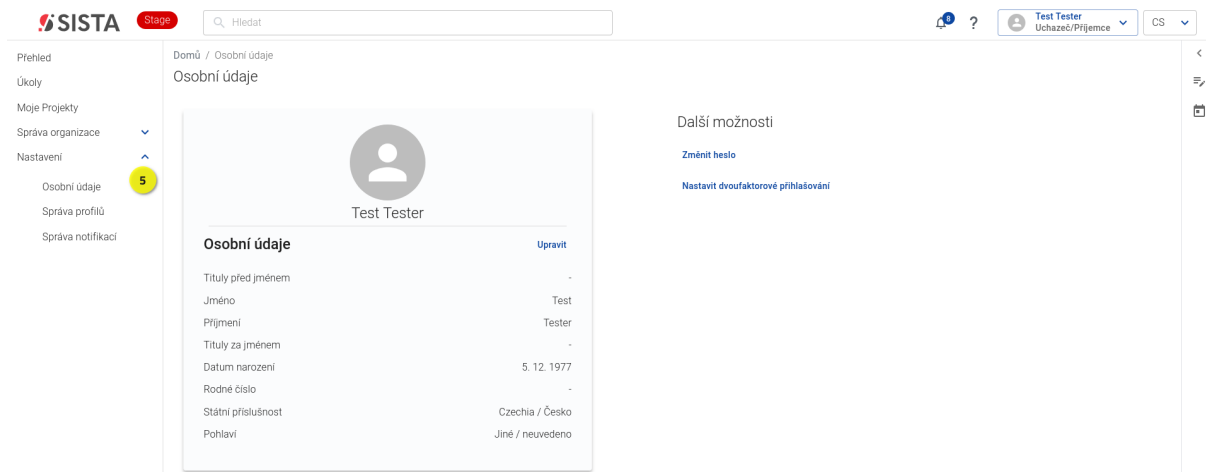 SISTA
Stage
Hledat
8
?
Test Tester
Uchazeč/Příjemce
CS
Přehled
Úkoly
Moje Projekty
Správa organizace
Nastavení
Osobní údaje
5
Správa profilů
Správa notifikací
Domů / Osobní údaje
Osobní údaje
Test Tester
Osobní údaje Upravit
Tituly před jménem -
Jméno Test
Příjmení Tester
Tituly za jménem -
Datum narození 5. 12. 1977
Rodné číslo -
Státní příslušnost Czechia / Česko
Pohlaví Jiné / neuvedeno
Další možnosti
Změnit heslo
Nastavit dvoufaktorové přihlašování